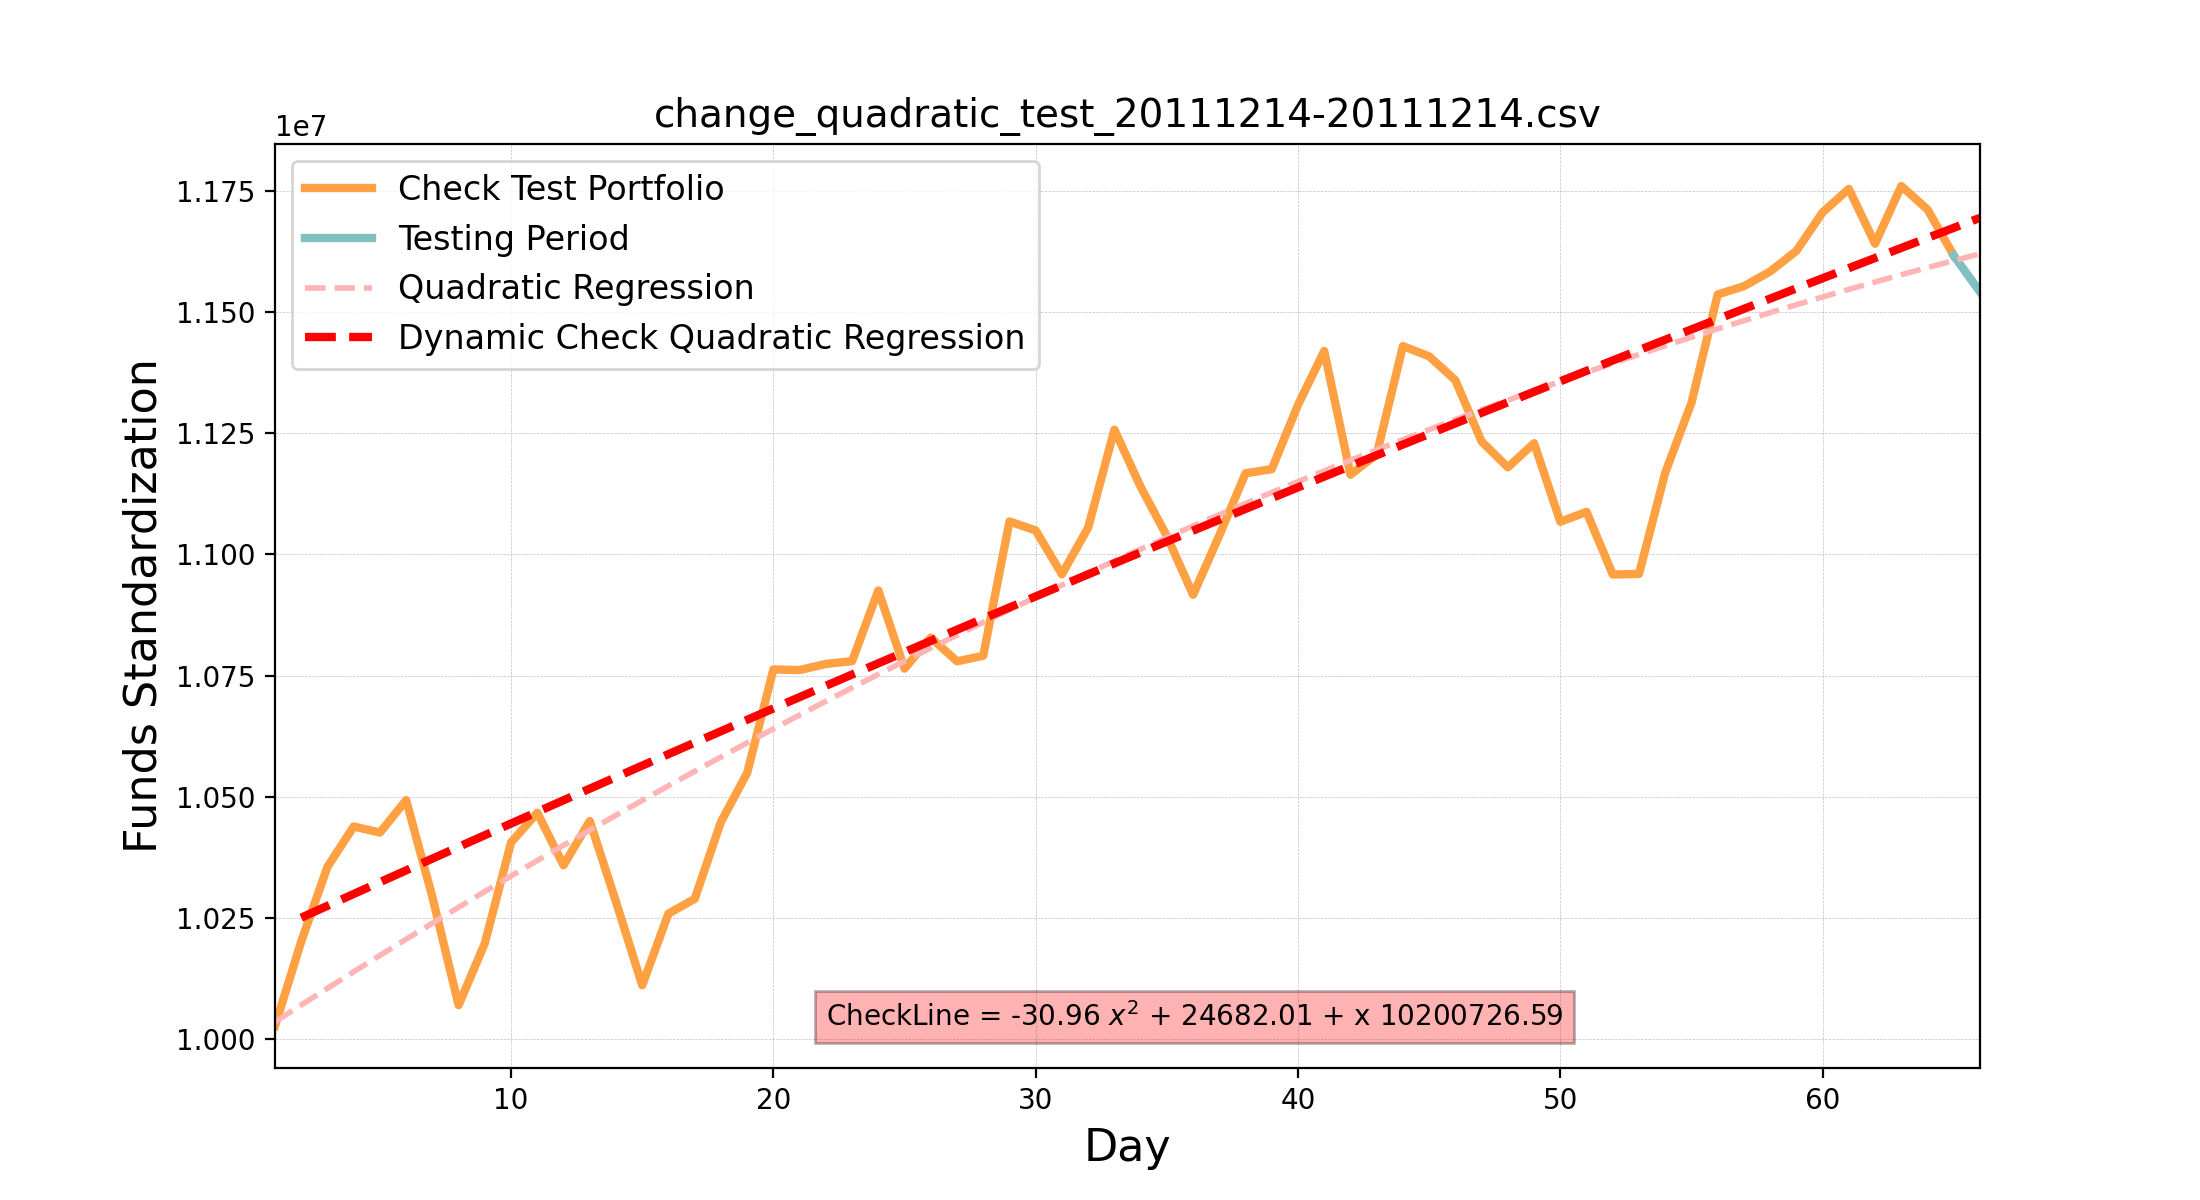 change_quadratic_test_20111214-20111214.csv
1e7
Check Test Portfolio
Testing Period
Quadratic Regression
Dynamic Check Quadratic Regression
1.175
1.150
1.125
1.100
1.075
1.050
1.025
1.000
Funds Standardization
CheckLine = -30.96 x² + 24682.01 + x 10200726.59
10 20 30 40 50 60
Day